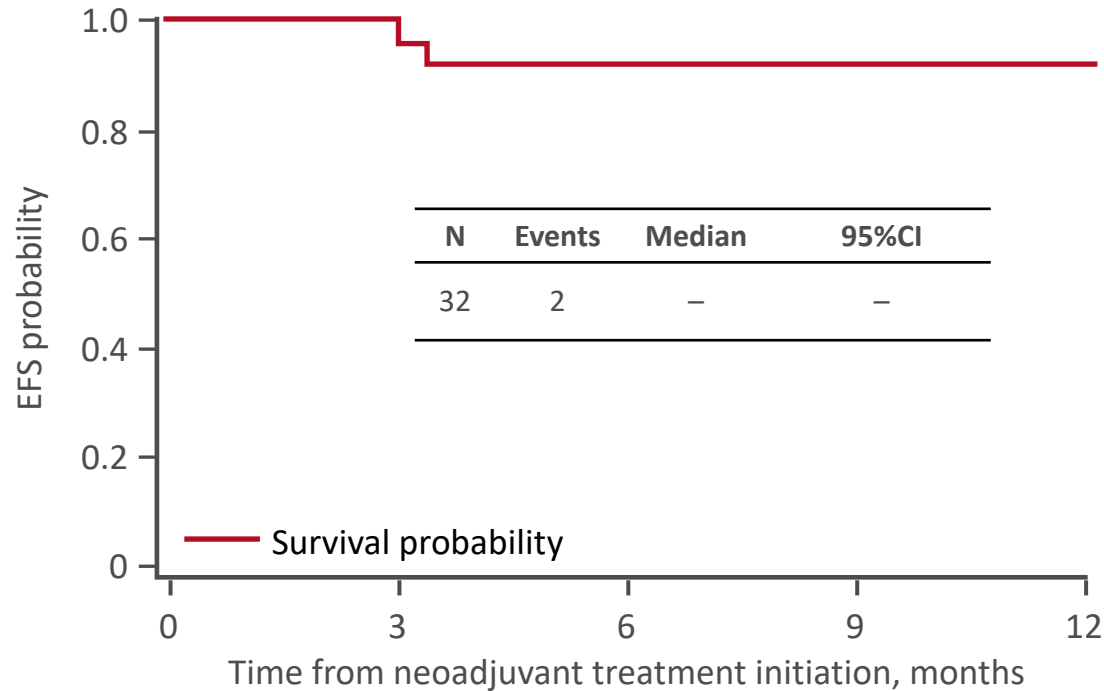 1.0
0.8
0.6
0.4
0.2
0
EFS probability
N Events Median 95%CI
32 2 – –
Survival probability
0 3 6 9 12
Time from neoadjuvant treatment initiation, months